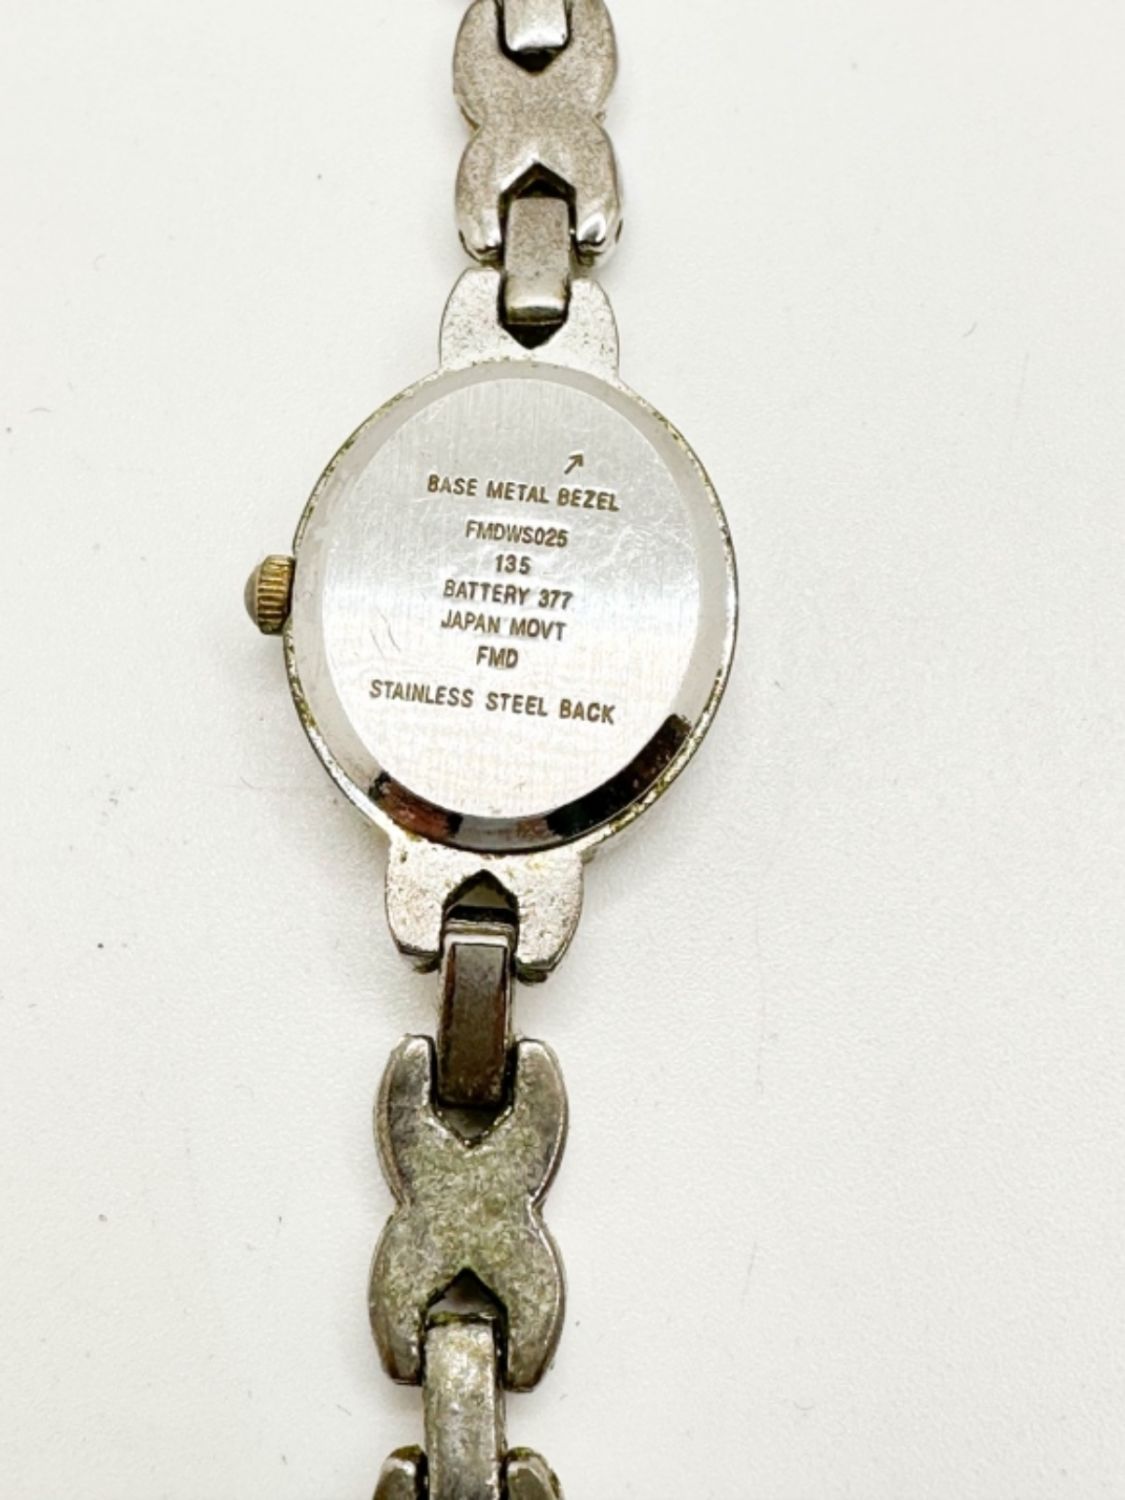 BASE METAL BEZEL
FMDWS025
135
BATTERY 377
JAPAN MOVT
FMD
STAINLESS STEEL BACK